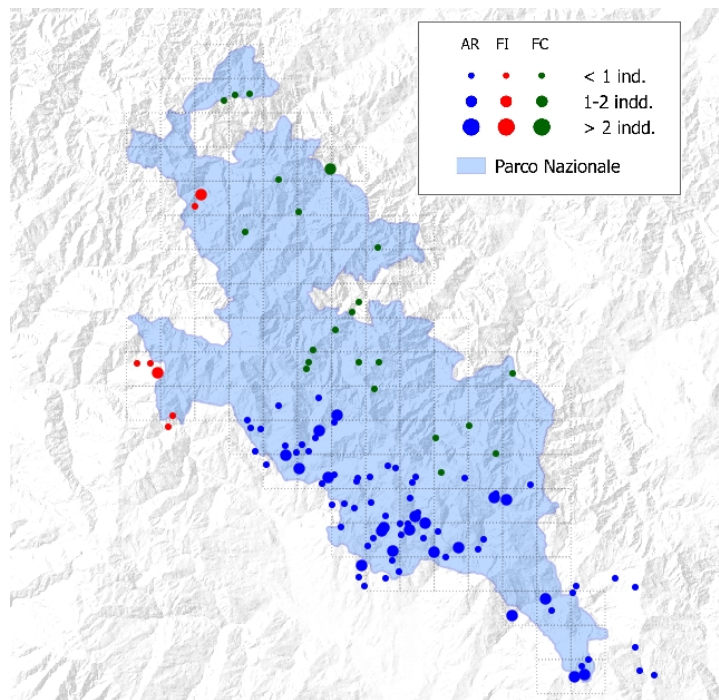 AR FI FC
< 1 ind.
1-2 indd.
> 2 indd.
Parco Nazionale